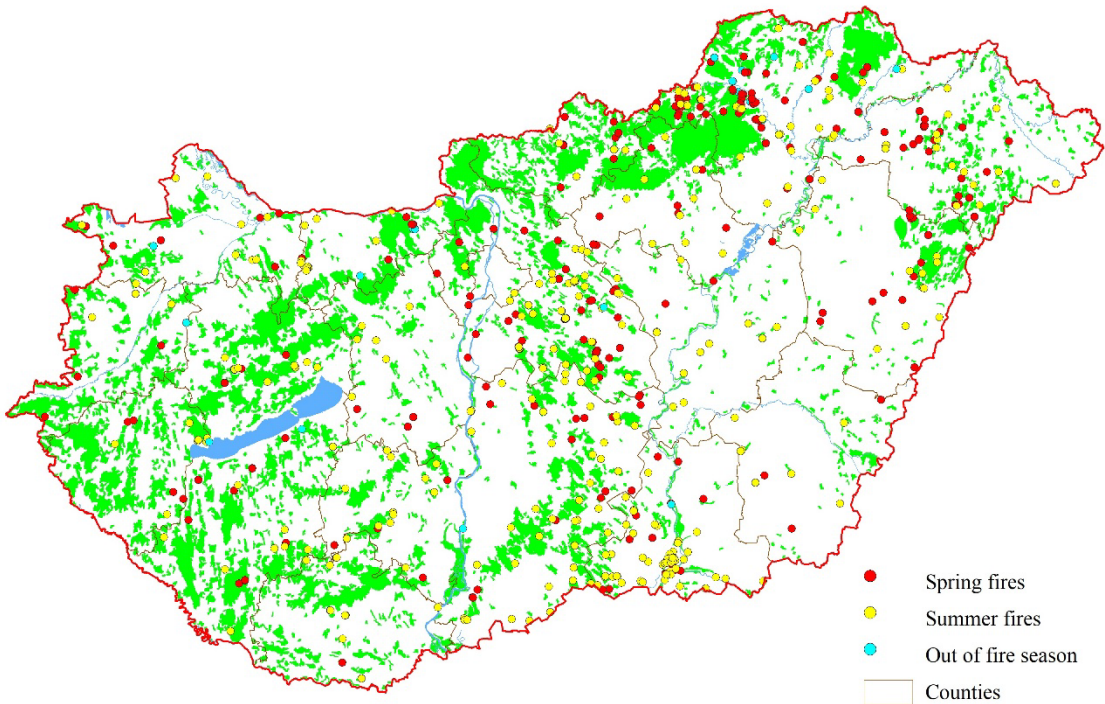 Spring fires
Summer fires
Out of fire season
Counties